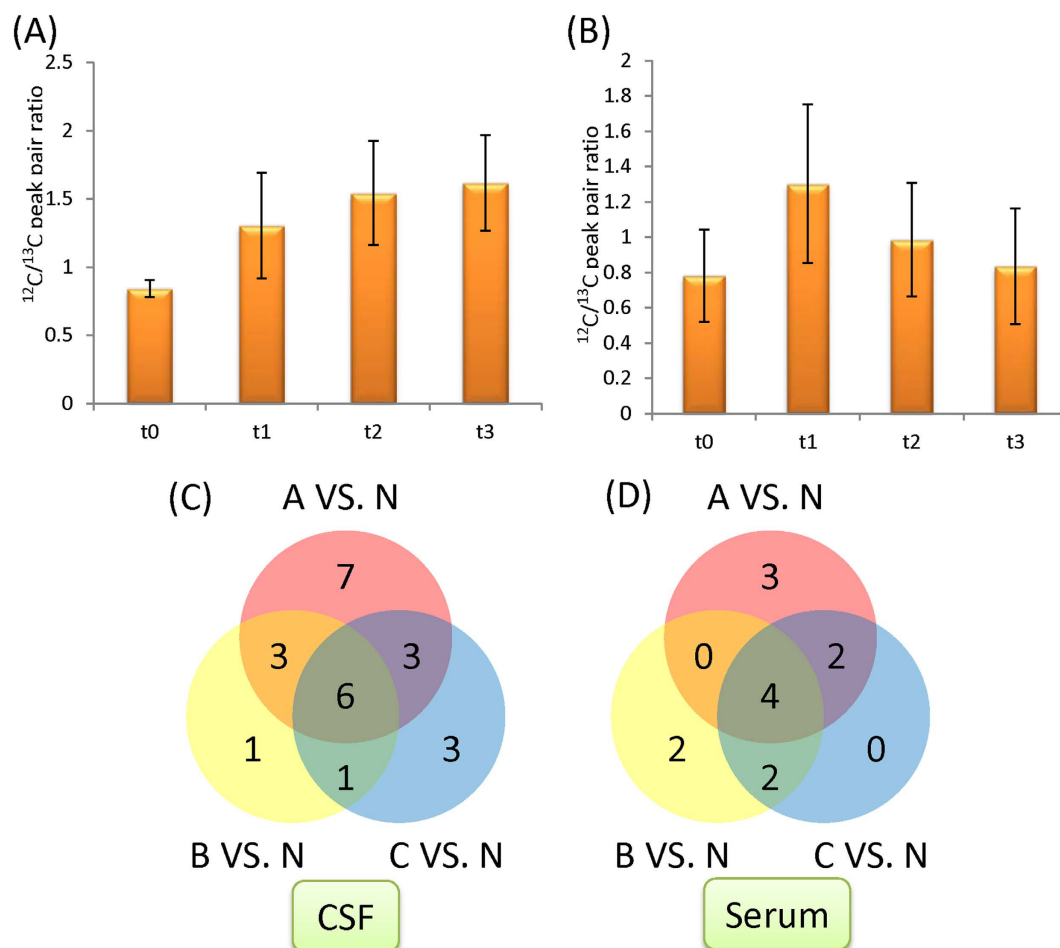 (A)
2.5
2
1.5
1
0.5
0
12C/13C peak pair ratio
t0 t1 t2 t3
(B)
2
1.8
1.6
1.4
1.2
1
0.8
0.6
0.4
0.2
0
12C/13C peak pair ratio
t0 t1 t2 t3
(C) A VS. N
7
3 3
6
1 3
1
B VS. N C VS. N
CSF
(D) A VS. N
3
0 2
4
2 0
2
B VS. N C VS. N
Serum